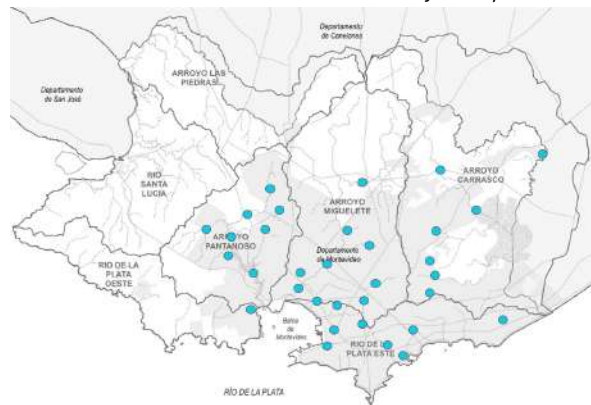 Departamento
de Canelones
ARROYO LAS
PIEDRAS
Departamento
de San José
RIO
SANTA
LUCIA
ARROYO
CARRASCO
ARROYO
MIGUELETE
ARROYO
PANTANOSO
Departamento
de Montevideo
RIO DE LA
PLATA
OESTE
Bahía
de
Montevideo
RIO DE LA
PLATA ESTE
RÍO DE LA PLATA